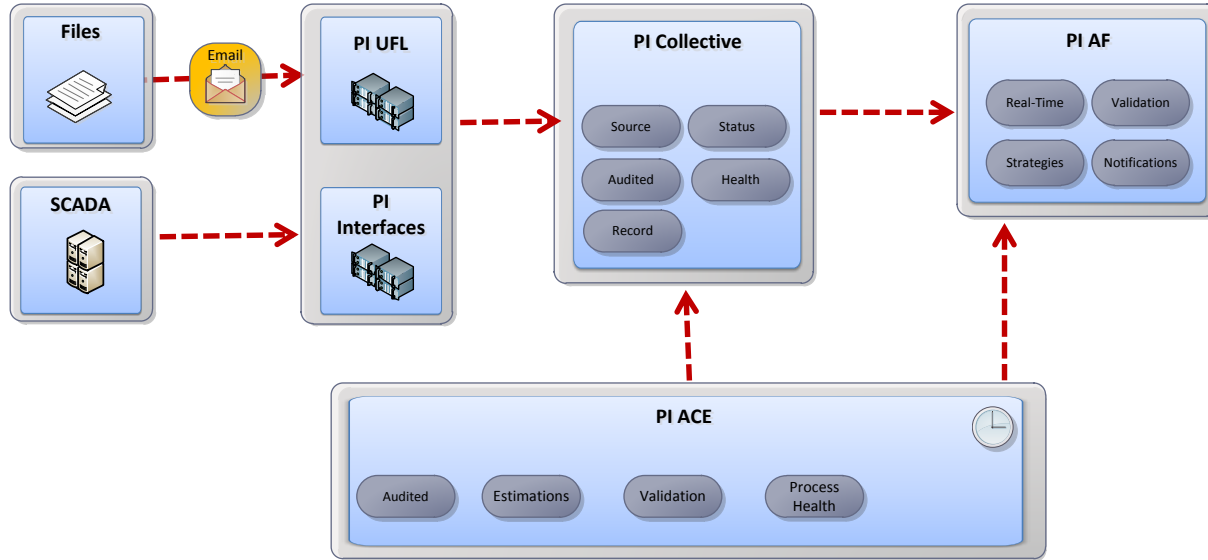 Files
Email
PI UFL
SCADA
PI
Interfaces
PI Collective
Source
Status
Audited
Health
Record
PI AF
Real-Time
Validation
Strategies
Notifications
PI ACE
Audited
Estimations
Validation
Process
Health